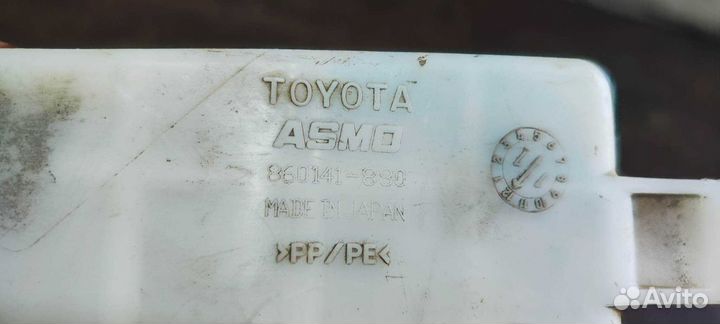 TOYOTA
ASMO
860141-880
MADE IN JAPAN
>PP/PE<
Avito